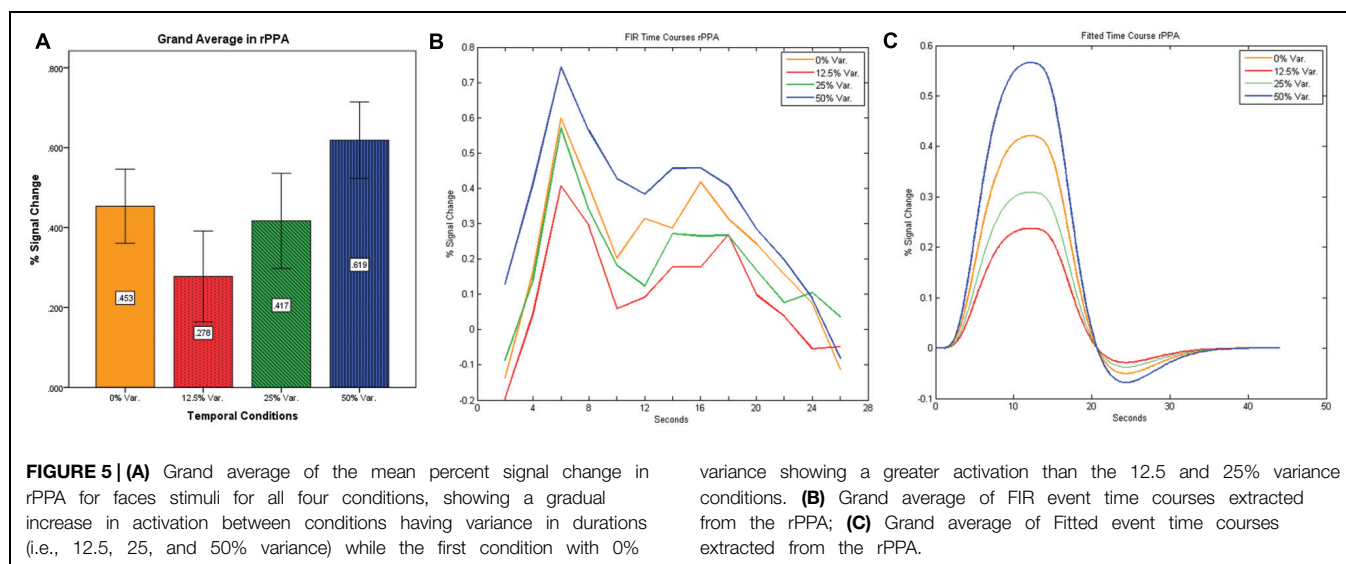 A
Grand Average in rPPA
% Signal Change
.800
.600
.400
.200
.000
.453
.278
.417
.619
0% Var.
12.5% Var.
25% Var.
50% Var.
Temporal Conditions
B
FIR Time Courses rPPA
% Signal Change
0.8
0.7
0.6
0.5
0.4
0.3
0.2
0.1
0
-0.1
-0.2
0
4
8
12
16
20
24
28
Seconds
0% Var.
12.5% Var.
25% Var.
50% Var.
C
Fitted Time Course rPPA
% Signal Change
0.6
0.5
0.4
0.3
0.2
0.1
0
-0.1
0
10
20
30
40
50
Seconds
0% Var.
12.5% Var.
25% Var.
50% Var.
FIGURE 5 | (A) Grand average of the mean percent signal change in
rPPA for faces stimuli for all four conditions, showing a gradual
increase in activation between conditions having variance in durations
(i.e., 12.5, 25, and 50% variance) while the first condition with 0%
variance showing a greater activation than the 12.5 and 25% variance
conditions. (B) Grand average of FIR event time courses extracted
from the rPPA; (C) Grand average of Fitted event time courses
extracted from the rPPA.